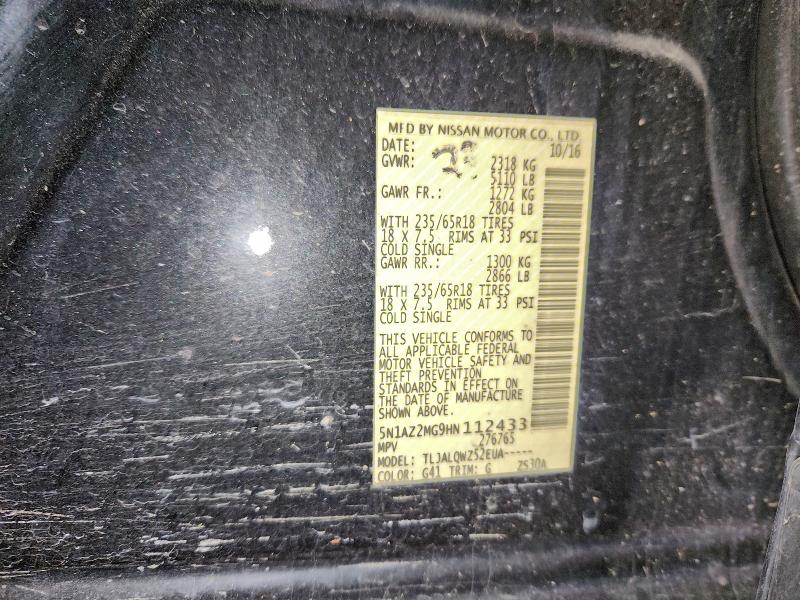 MFD BY NISSAN MOTOR CO., LTD
DATE: 10/16
GVWR: 2318 KG
5110 LB
GAWR FR.: 1272 KG
2804 LB
WITH 235/65R18 TIRES
18 X 7.5 RIMS AT 33 PSI
COLD SINGLE
GAWR RR.: 1300 KG
2866 LB
WITH 235/65R18 TIRES
18 X 7.5 RIMS AT 33 PSI
COLD SINGLE
THIS VEHICLE CONFORMS TO
ALL APPLICABLE FEDERAL
MOTOR VEHICLE SAFETY AND
THEFT PREVENTION
STANDARDS IN EFFECT ON
THE DATE OF MANUFACTURE
SHOWN ABOVE.
5N1AZ2MG9HN112433
MPV 27676S
MODEL: TLJALQWZ52EUA-----
COLOR: G41 TRIM: G Z530A